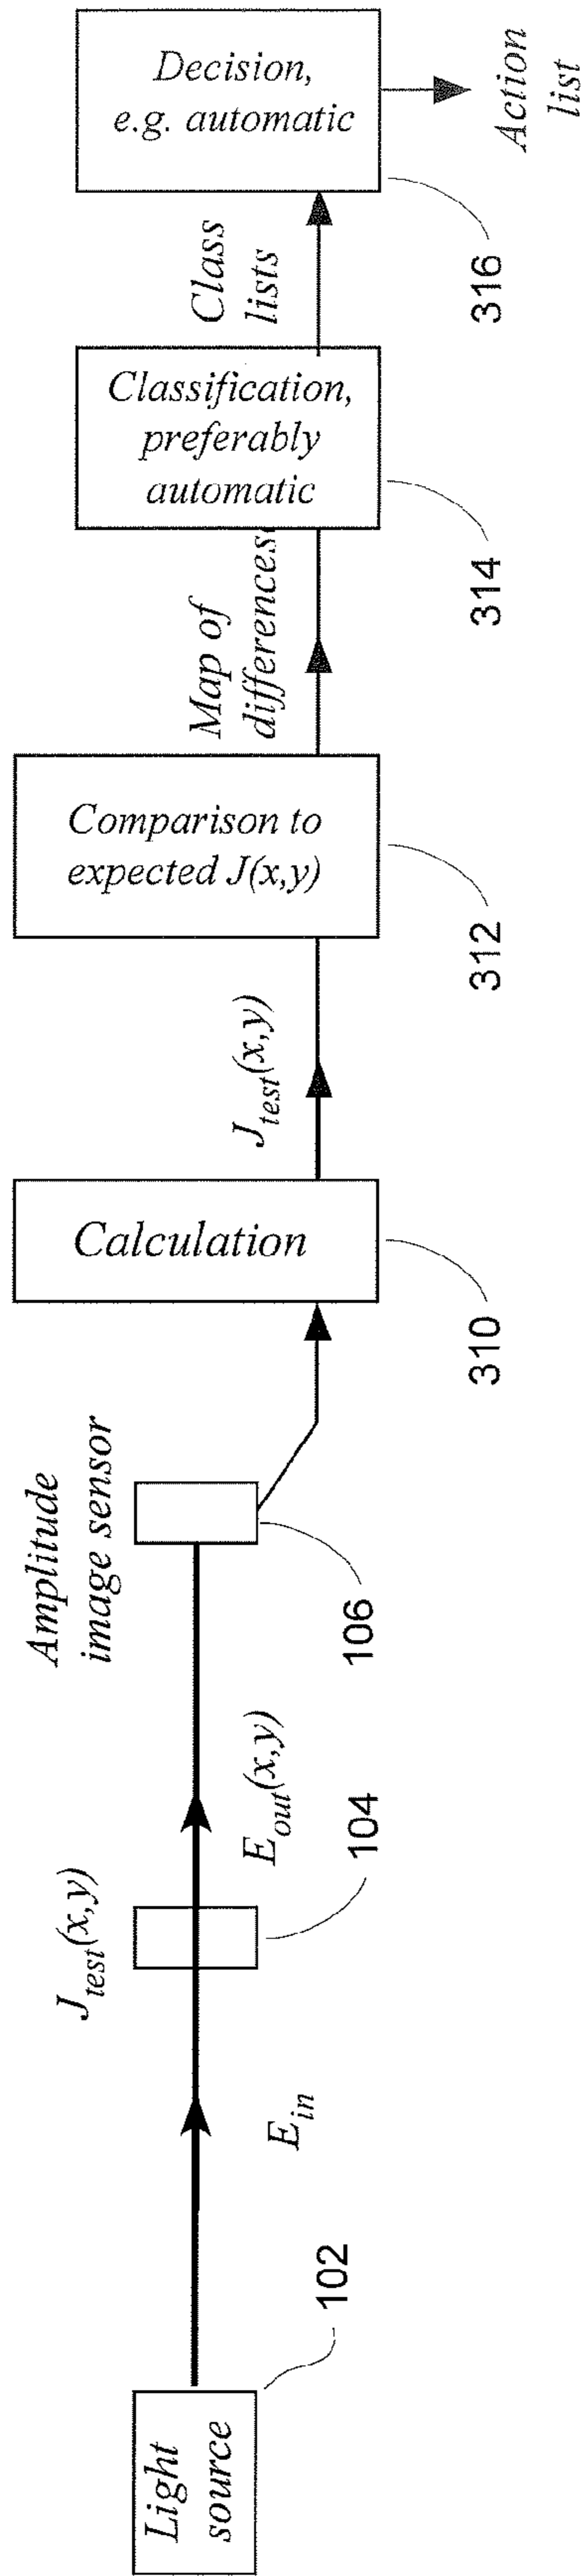 Light
source
102
E_in
J_test(x,y)
104
E_out(x,y)
Amplitude
image sensor
106
Calculation
310
J_test(x,y)
Comparison to
expected J(x,y)
312
Map of
differences
Classification,
preferably
automatic
314
Class
lists
Decision,
e.g. automatic
316
Action
list